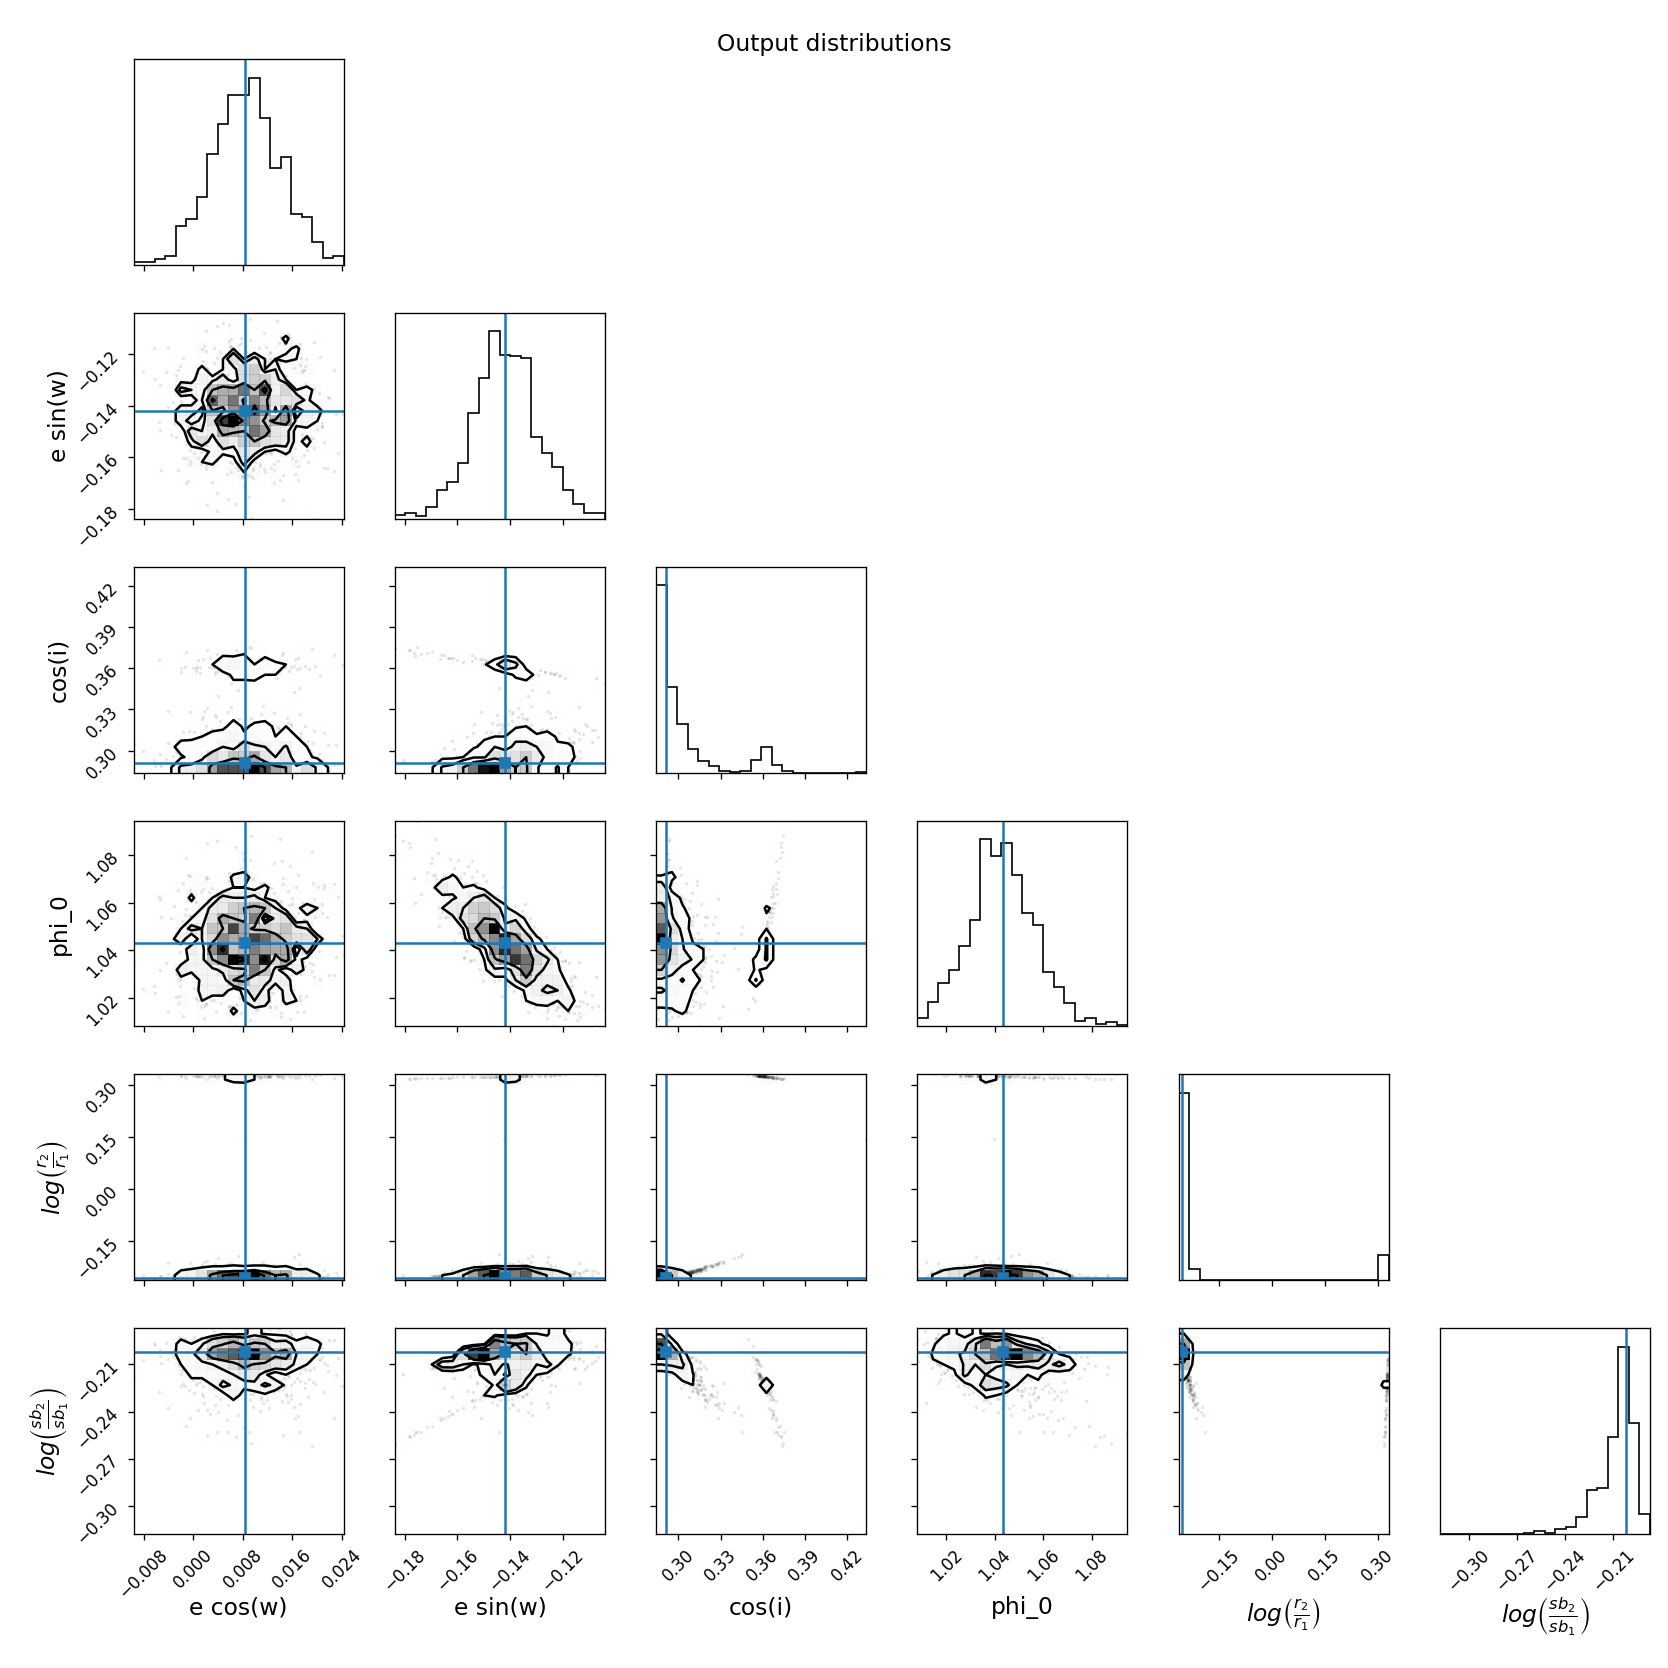 Output distributions
e sin(w)
−0.12
−0.14
−0.16
−0.18
cos(i)
0.42
0.39
0.36
0.33
0.30
phi_0
1.08
1.06
1.04
1.02
log(r₂/r₁)
0.30
0.15
0.00
−0.15
log(sb₂/sb₁)
−0.21
−0.24
−0.27
−0.30
−0.008 0.000 0.008 0.016 0.024
−0.18 −0.16 −0.14 −0.12
0.30 0.33 0.36 0.39 0.42
1.02 1.04 1.06 1.08
−0.15 0.00 0.15 0.30
−0.30 −0.27 −0.24 −0.21
e cos(w) e sin(w) cos(i) phi_0 log(r₂/r₁) log(sb₂/sb₁)